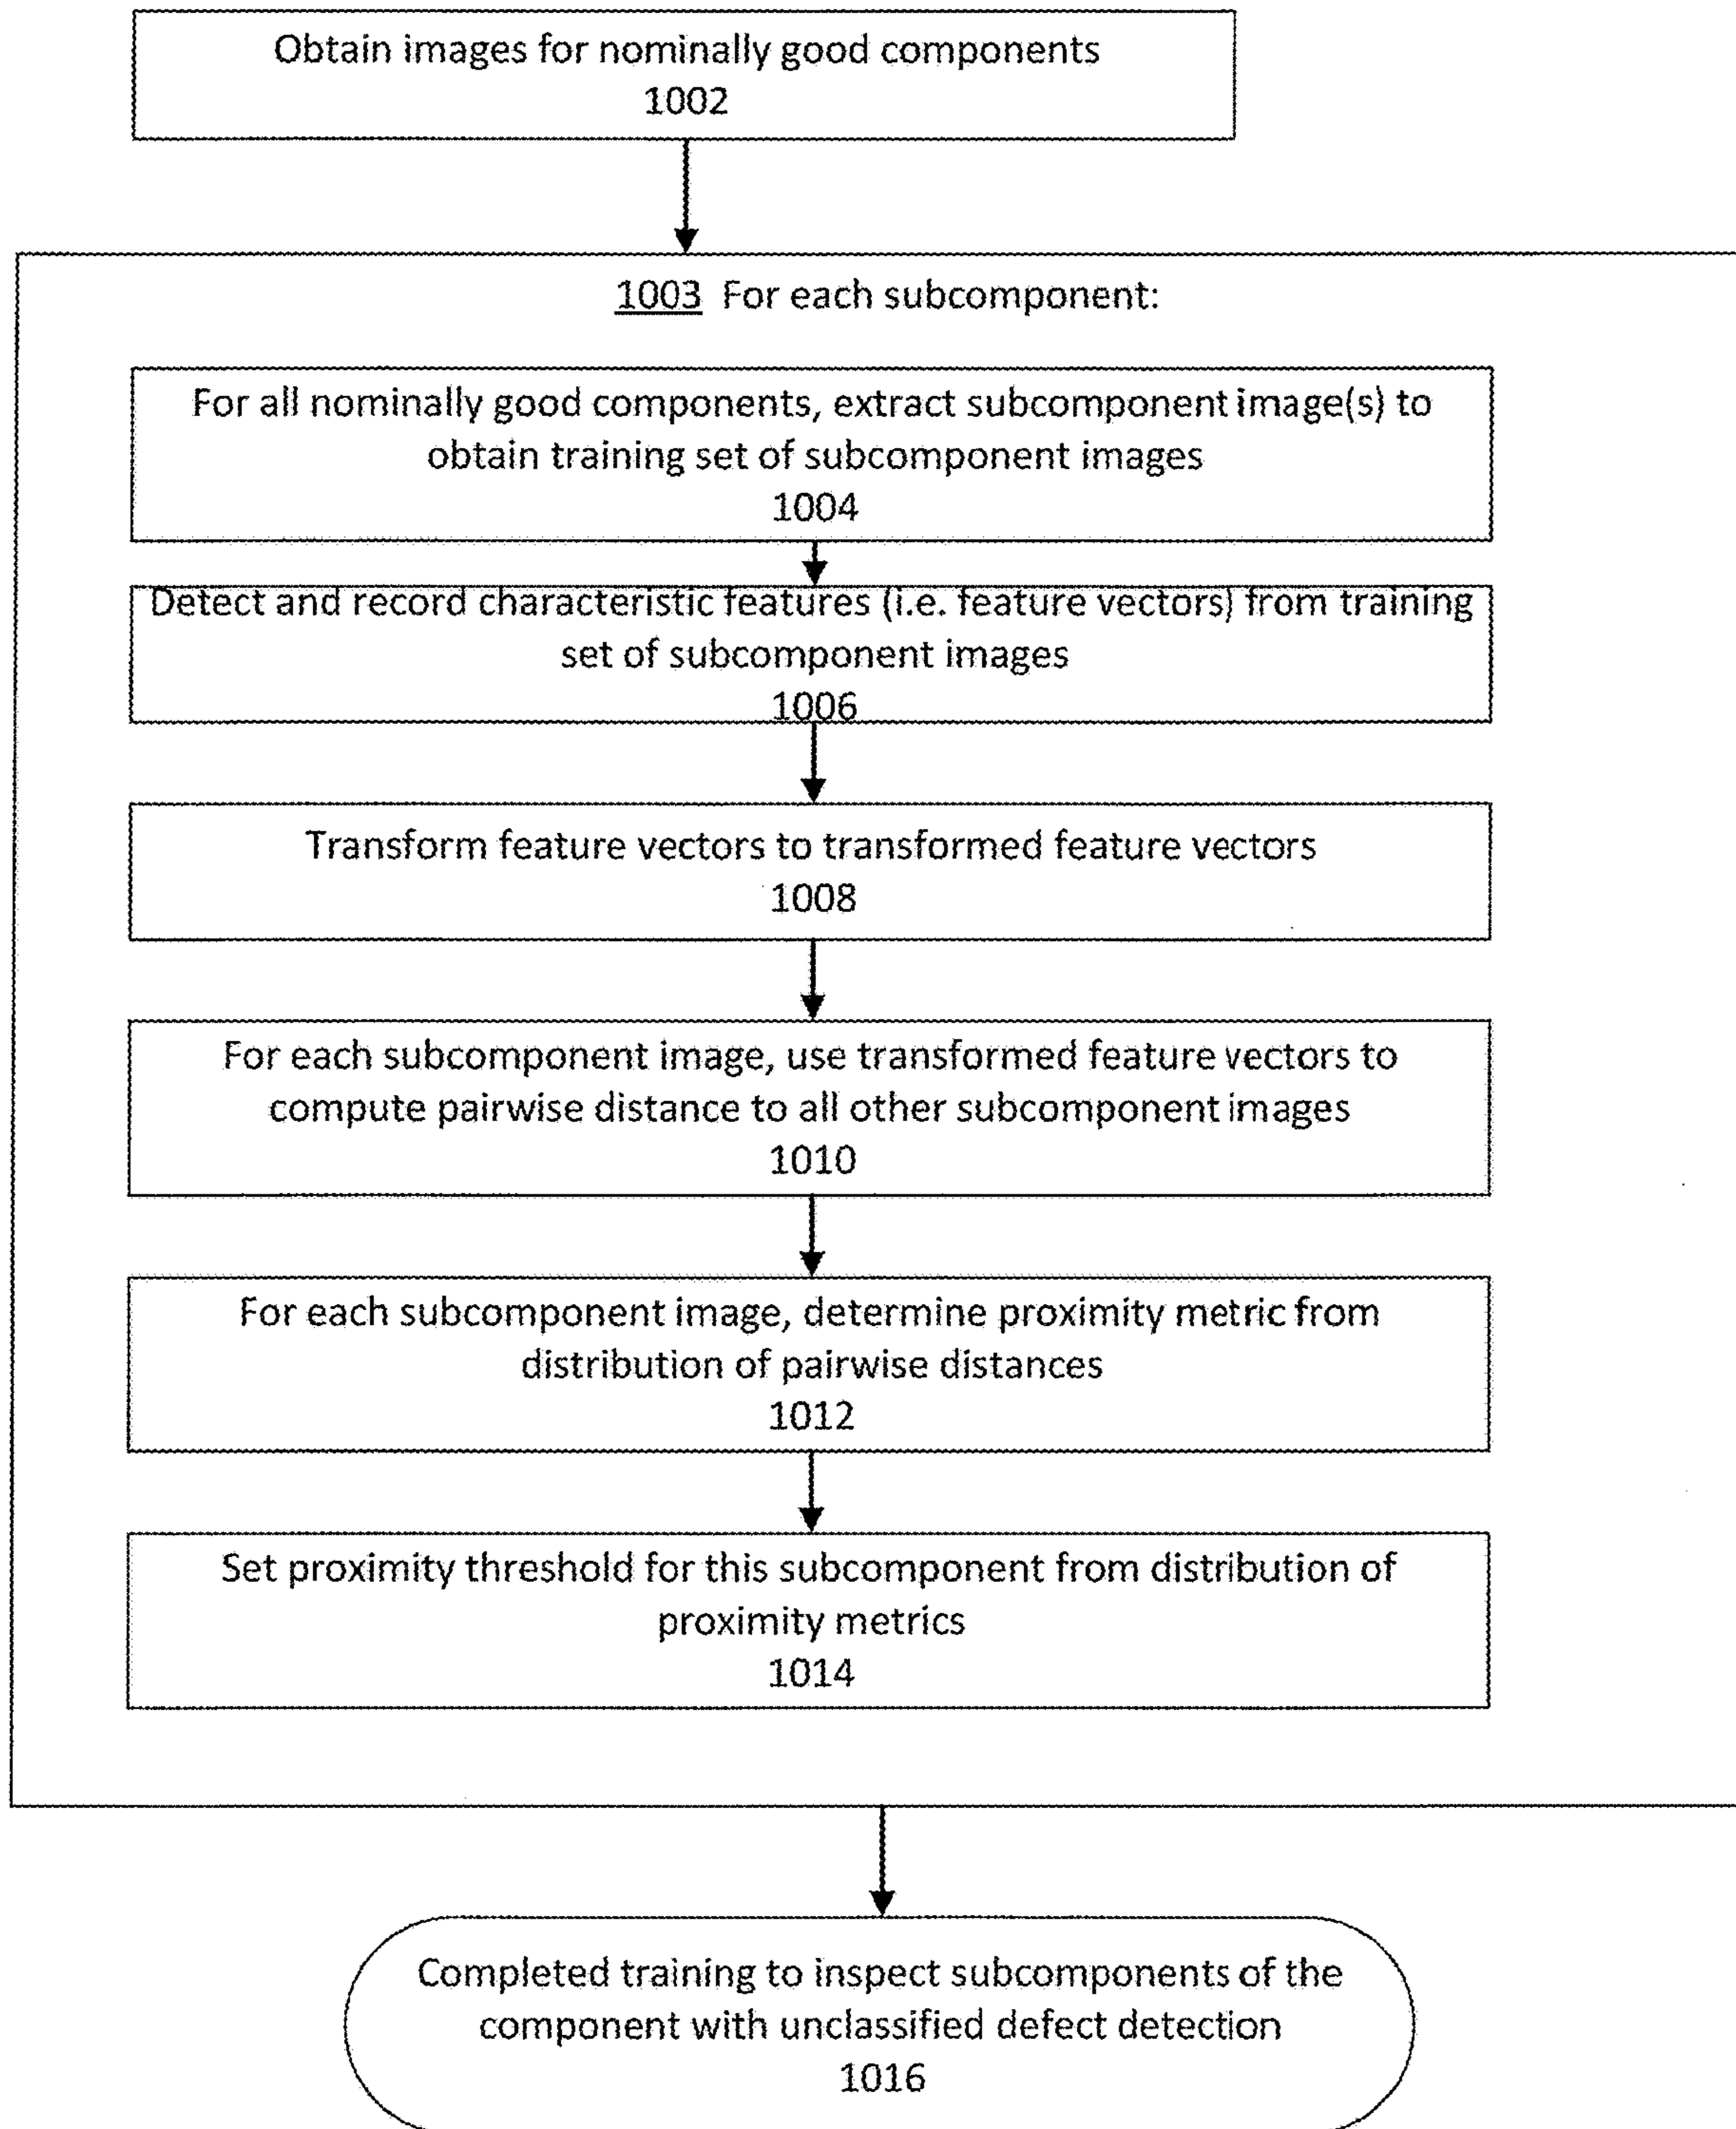 Obtain images for nominally good components
1002
1003 For each subcomponent:
For all nominally good components, extract subcomponent image(s) to
obtain training set of subcomponent images
1004
Detect and record characteristic features (i.e. feature vectors) from training
set of subcomponent images
1006
Transform feature vectors to transformed feature vectors
1008
For each subcomponent image, use transformed feature vectors to
compute pairwise distance to all other subcomponent images
1010
For each subcomponent image, determine proximity metric from
distribution of pairwise distances
1012
Set proximity threshold for this subcomponent from distribution of
proximity metrics
1014
Completed training to inspect subcomponents of the
component with unclassified defect detection
1016